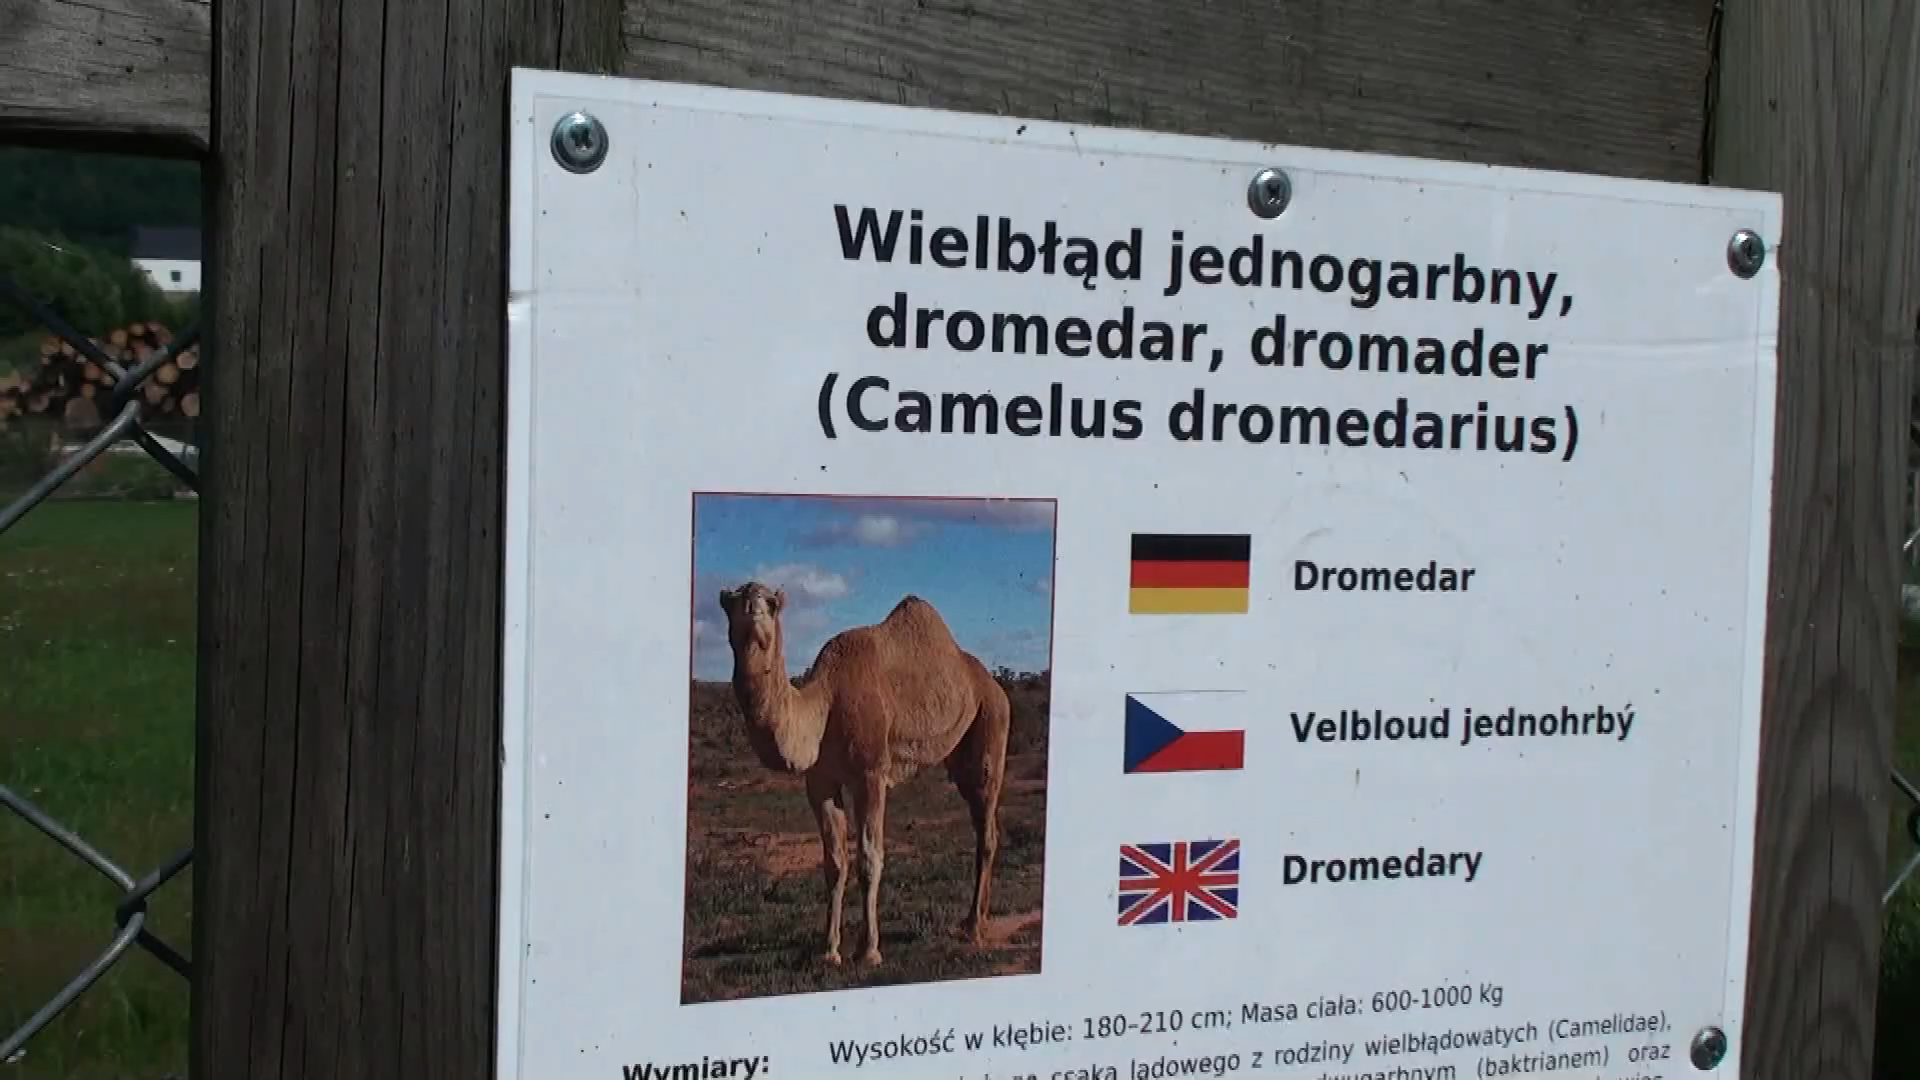 Wielbłąd jednogarbny,
dromedar, dromader
(Camelus dromedarius)
Dromedar
Velbloud jednohrbý
Dromedary
Wysokość w kłębie: 180-210 cm; Masa ciała: 600-1000 kg
Wymiary:
ssaka lądowego z rodziny wielbłądowatych (Camelidae),
dwugarbnym (baktrianem) oraz